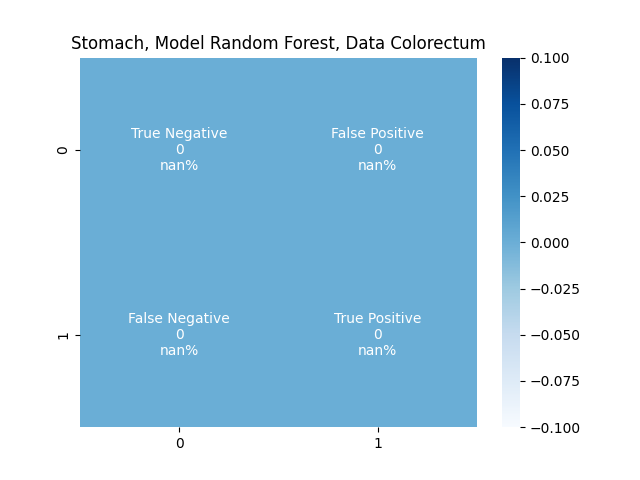 Stomach, Model Random Forest, Data Colorectum
True Negative
0
nan%
False Positive
0
nan%
False Negative
0
nan%
True Positive
0
nan%
0
1
0
1
0.100
0.075
0.050
0.025
0.000
−0.025
−0.050
−0.075
−0.100